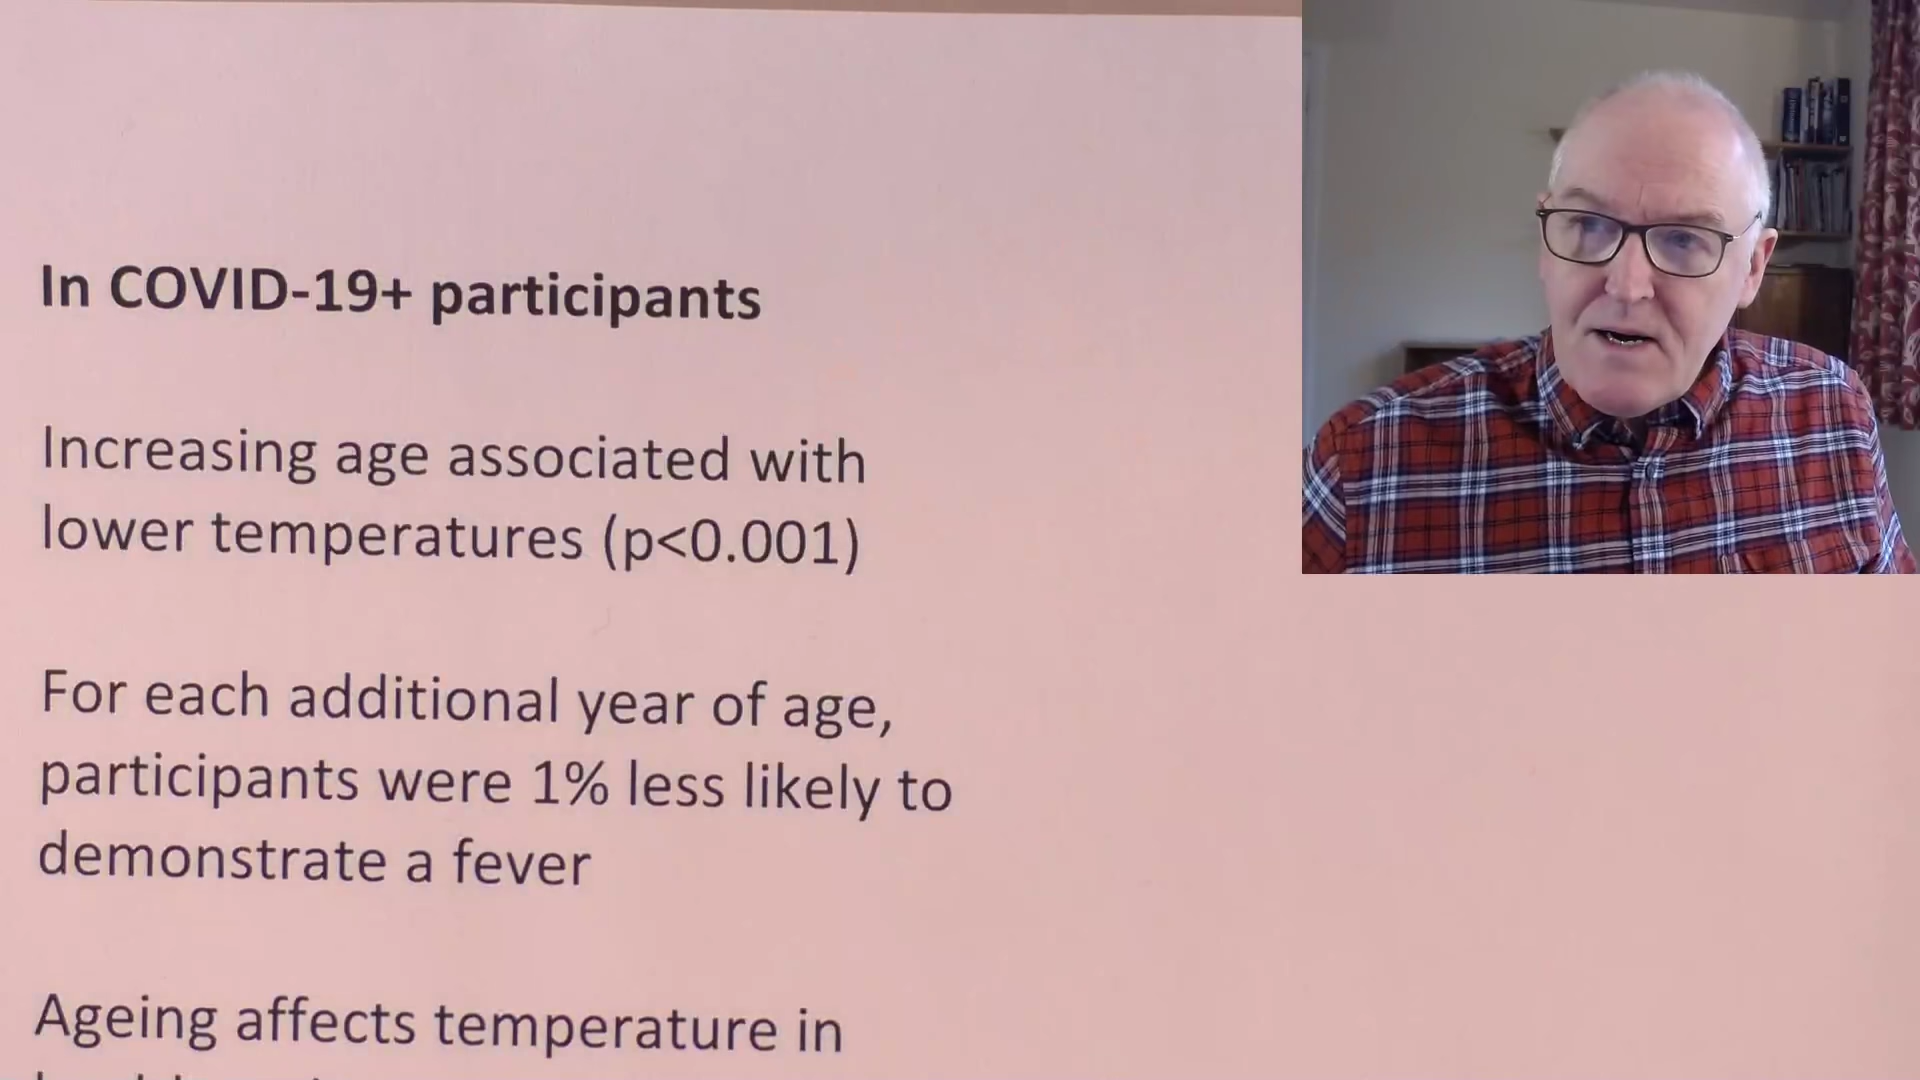 In COVID-19+ participants
Increasing age associated with
lower temperatures (p<0.001)
For each additional year of age,
participants were 1% less likely to
demonstrate a fever
Ageing affects temperature in